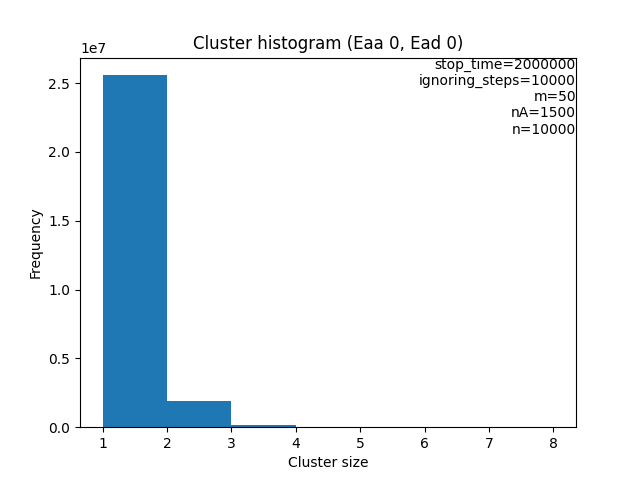 Cluster histogram (Eaa 0, Ead 0)
1e7
stop_time=2000000
ignoring_steps=10000
m=50
nA=1500
n=10000
2.5
2.0
1.5
1.0
0.5
0.0
Frequency
1 2 3 4 5 6 7 8
Cluster size